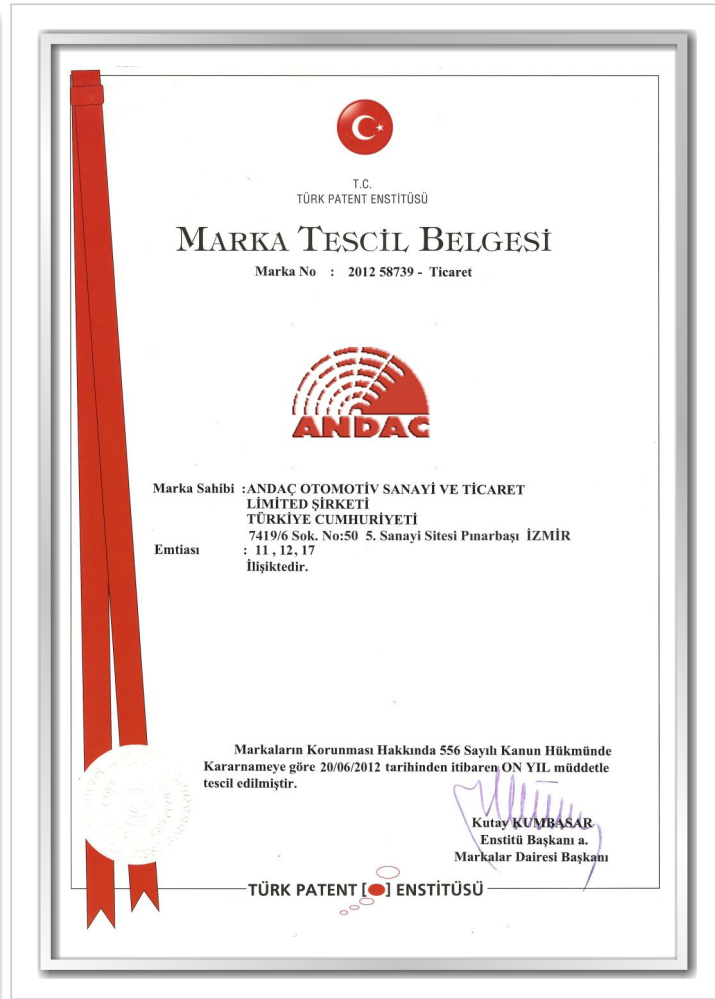 T.C.
TÜRK PATENT ENSTİTÜSÜ
MARKA TESCİL BELGESİ
Marka No : 2012 58739 - Ticaret
ANDAC
Marka Sahibi :ANDAÇ OTOMOTİV SANAYİ VE TİCARET
LİMİTED ŞİRKETİ
TÜRKİYE CUMHURİYETİ
7419/6 Sok. No:50 5. Sanayi Sitesi Pınarbaşı İZMİR
Emtiası : 11 , 12, 17
İlişiktedir.
Markaların Korunması Hakkında 556 Sayılı Kanun Hükmünde
Kararnameye göre 20/06/2012 tarihinden itibaren ON YIL müddetle
tescil edilmiştir.
Kutay KUMBASAR
Enstitü Başkanı a.
Markalar Dairesi Başkanı
TÜRK PATENT [ ] ENSTİTÜSÜ